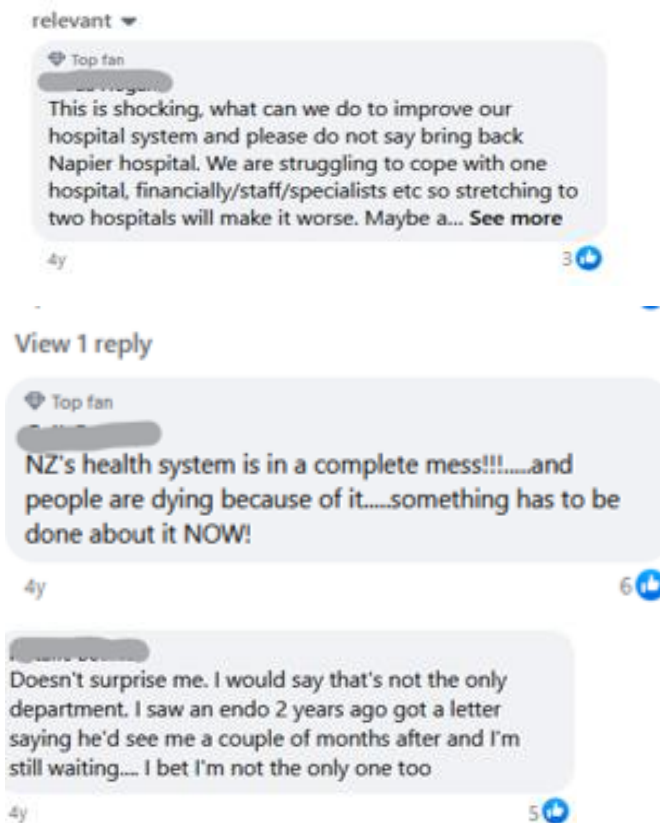 relevant
Top fan
This is shocking, what can we do to improve our
hospital system and please do not say bring back
Napier hospital. We are struggling to cope with one
hospital, financially/staff/specialists etc so stretching to
two hospitals will make it worse. Maybe a... See more
4y
3
View 1 reply
Top fan
NZ's health system is in a complete mess!!!.....and
people are dying because of it.....something has to be
done about it NOW!
4y
6
Doesn't surprise me. I would say that's not the only
department. I saw an endo 2 years ago got a letter
saying he'd see me a couple of months after and I'm
still waiting.... I bet I'm not the only one too
4y
5